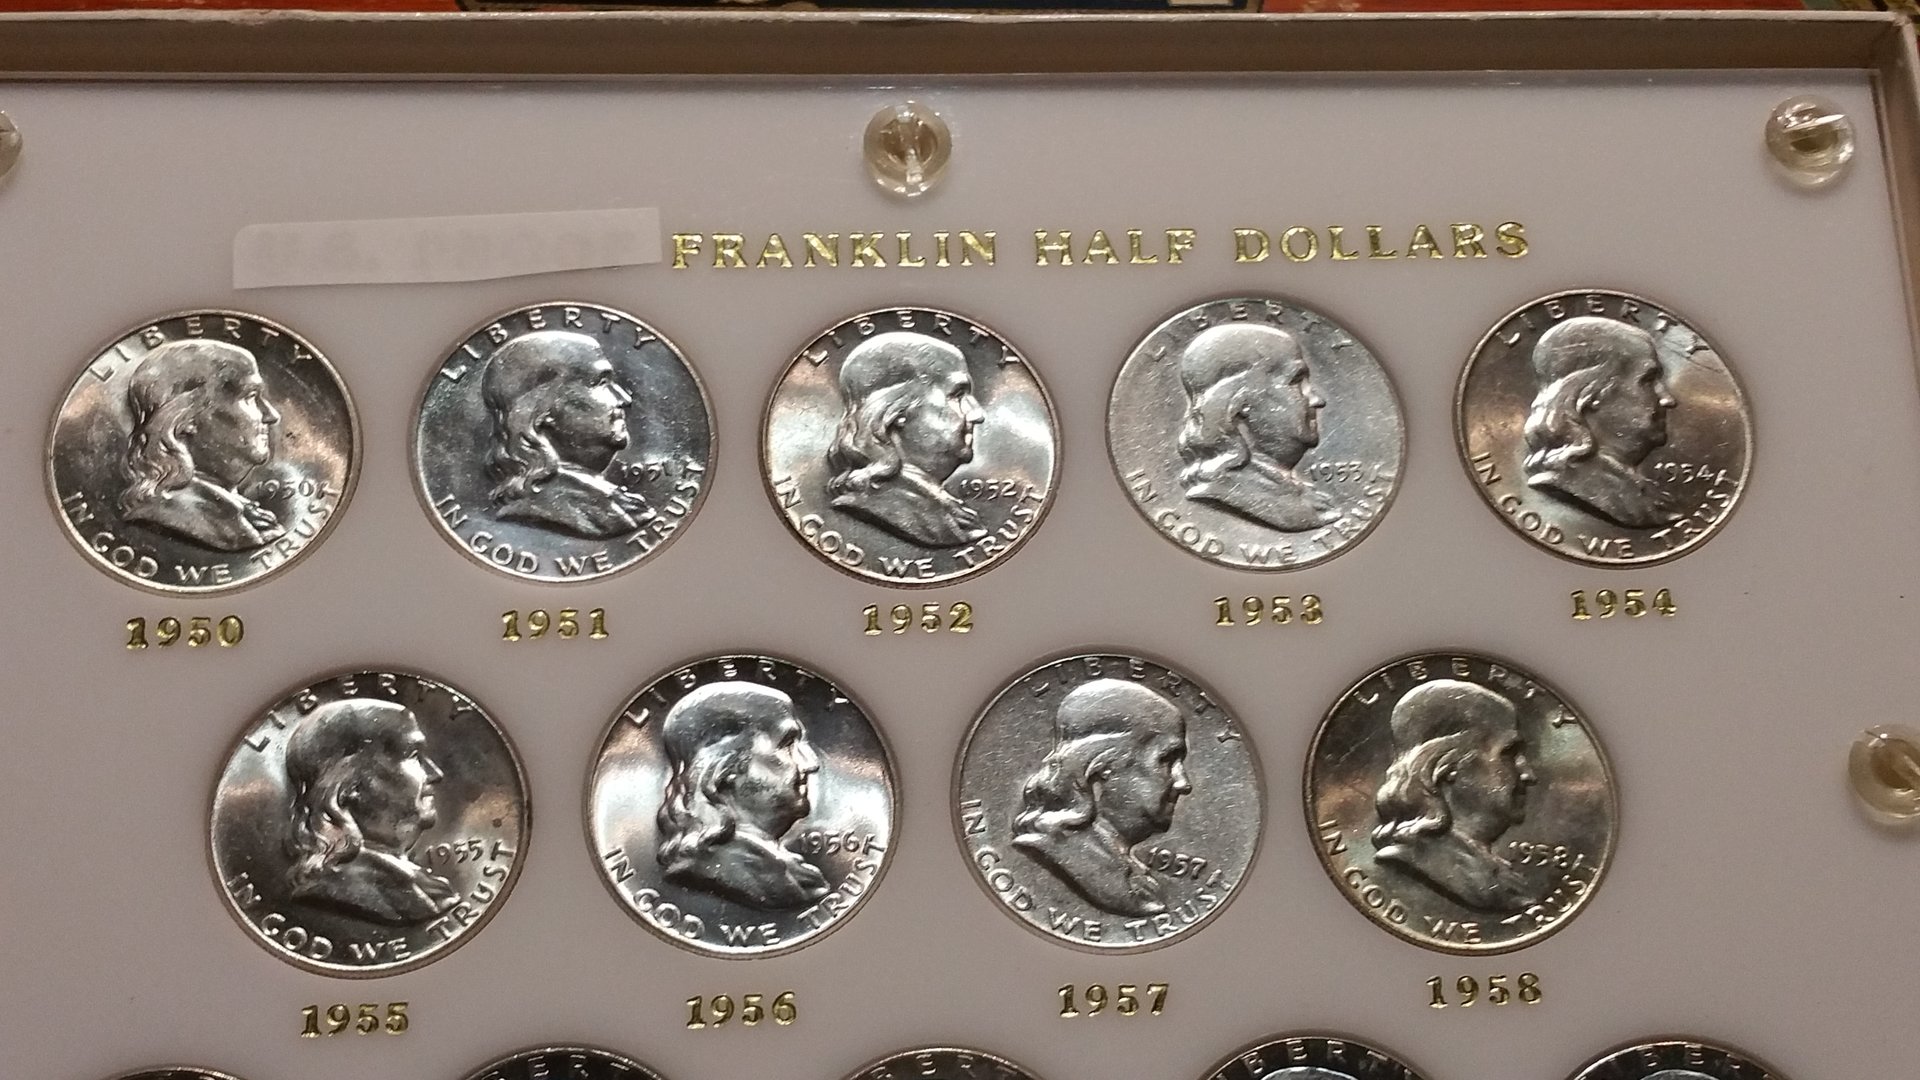 FRANKLIN HALF DOLLARS
LIBERTY IN GOD WE TRUST 1950
LIBERTY IN GOD WE TRUST 1951
LIBERTY IN GOD WE TRUST 1952
LIBERTY IN GOD WE TRUST 1953
LIBERTY IN GOD WE TRUST 1954
1950 1951 1952 1953 1954
LIBERTY IN GOD WE TRUST 1955
LIBERTY IN GOD WE TRUST 1956
LIBERTY IN GOD WE TRUST 1957
LIBERTY IN GOD WE TRUST 1958
1955 1956 1957 1958